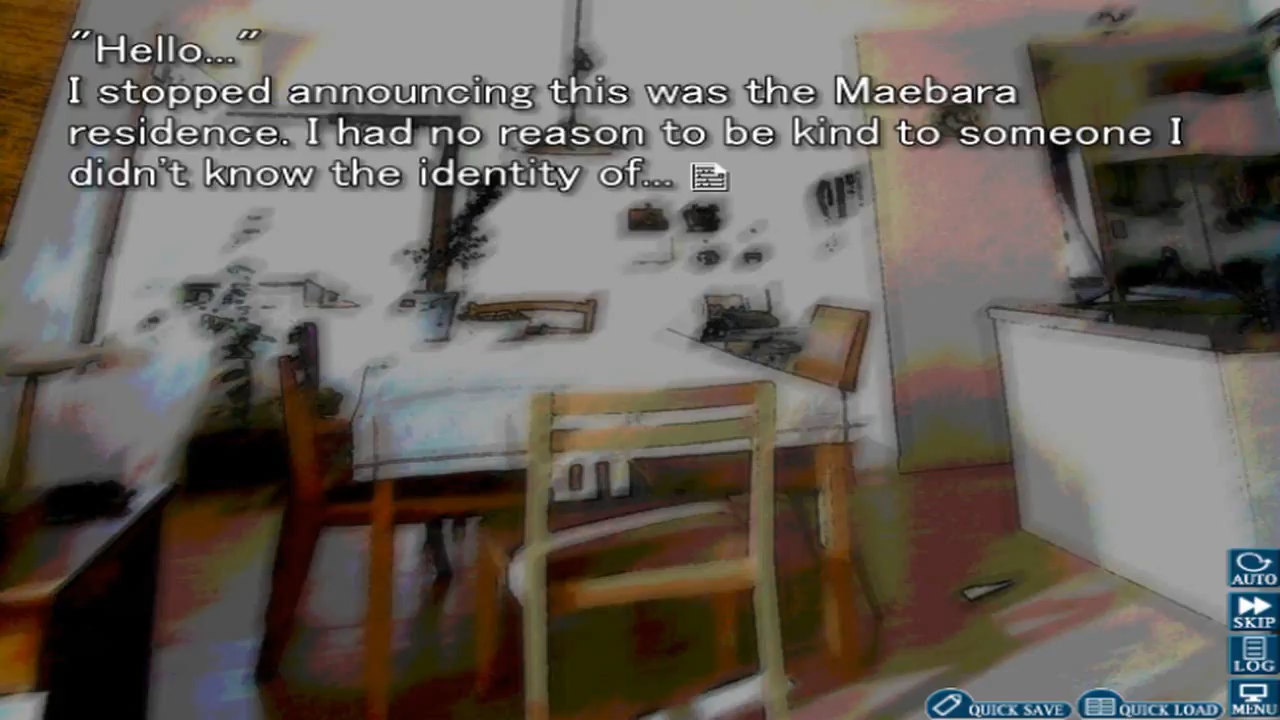 "Hello..."
I stopped announcing this was the Maebara
residence. I had no reason to be kind to someone I
didn't know the identity of...
AUTO
SKIP
LOG
MENU
QUICK SAVE
QUICK LOAD